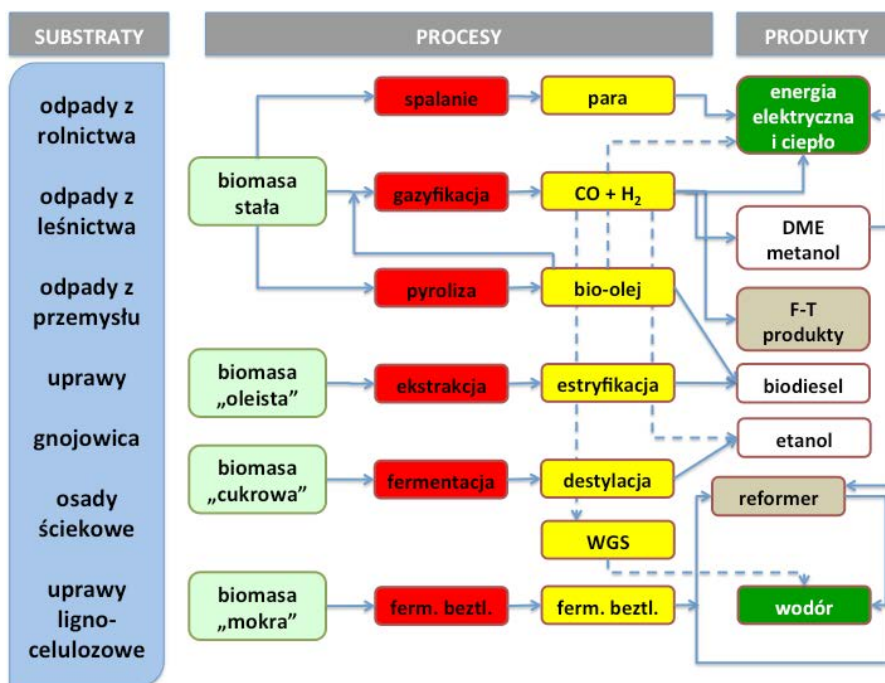 SUBSTRATY
PROCESY
PRODUKTY
odpady z
rolnictwa
odpady z
leśnictwa
odpady z
przemysłu
uprawy
gnojowica
osady
ściekowe
uprawy
ligno-
celulozowe
biomasa
stała
spalanie
para
energia
elektryczna
i ciepło
gazyfikacja
CO + H₂
DME
metanol
pyroliza
bio-olej
F-T
produkty
biomasa
„oleista”
ekstrakcja
estryfikacja
biodiesel
etanol
biomasa
„cukrowa”
fermentacja
destylacja
reformer
WGS
biomasa
„mokra”
ferm. beztl.
ferm. beztl.
wodór